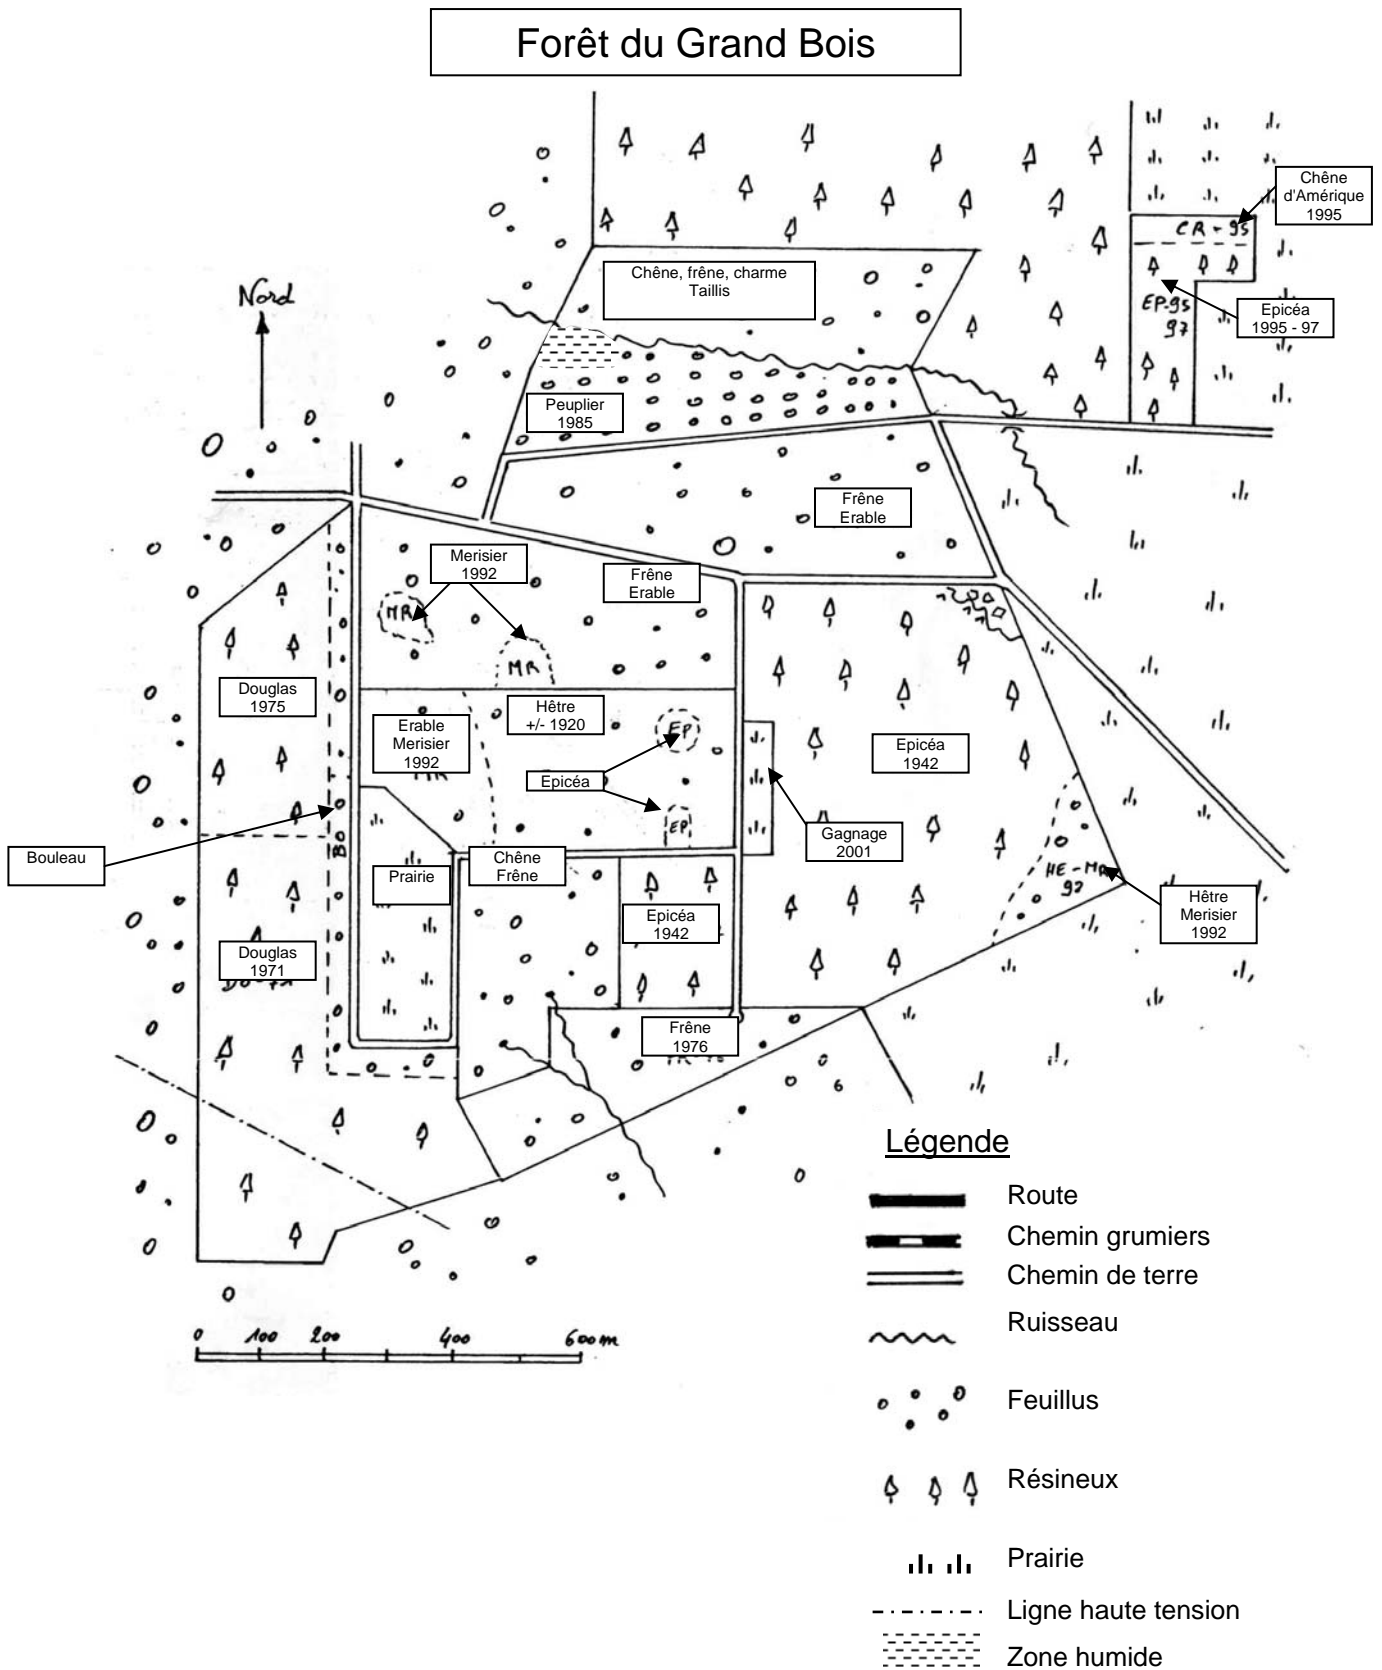 Forêt du Grand Bois
Chêne
d'Amérique
1995
CR - 95
Nord
Chêne, frêne, charme
Taillis
EP-95
97
Epicéa
1995 - 97
Peuplier
1985
Frêne
Erable
Merisier
1992
Frêne
Erable
MR
MR
Douglas
1975
Hêtre
+/- 1920
Erable
Merisier
1992
EP
Epicéa
1942
Epicéa
EP
Gagnage
2001
Bouleau
B
Chêne
Frêne
Prairie
HE - MR
92
Epicéa
1942
Hêtre
Merisier
1992
Douglas
1971
Frêne
1976
Légende
Route
Chemin grumiers
Chemin de terre
Ruisseau
0 100 200 400 600m
Feuillus
Résineux
Prairie
Ligne haute tension
Zone humide